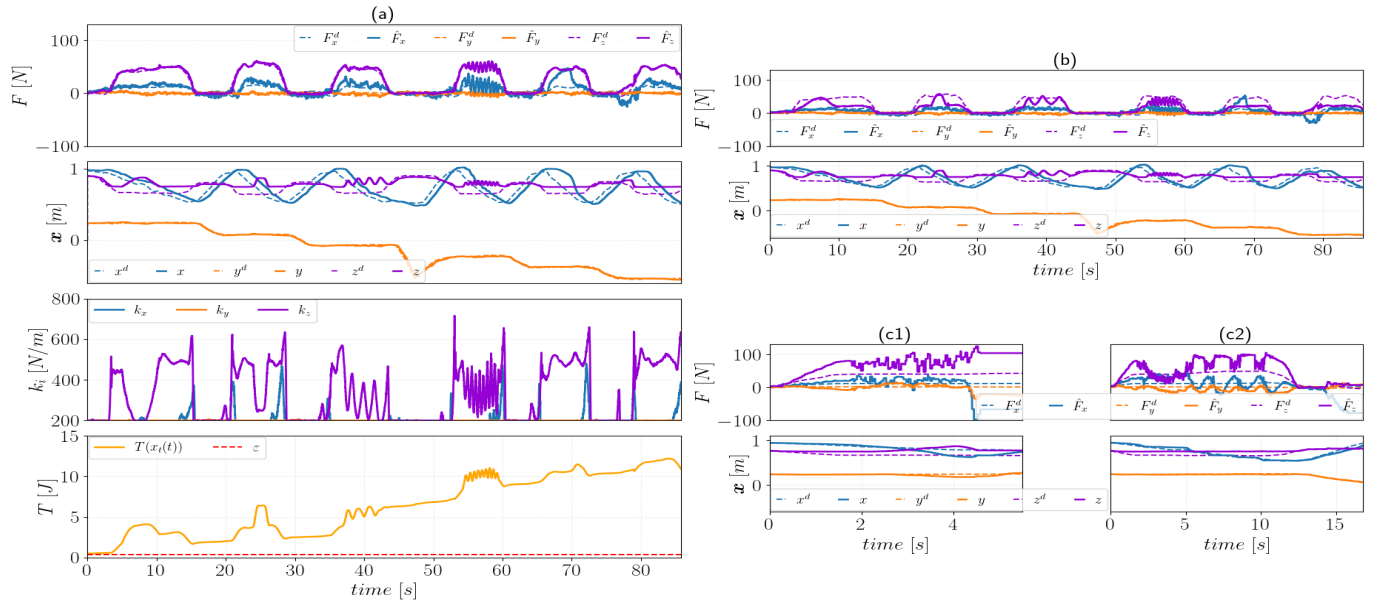 (a)
F [N]
100
0
−100
F_x^d F̂_x F_y^d F̂_y F_z^d F̂_z
x [m]
1
0
x^d x y^d y z^d z
k_i [N/m]
800
600
400
200
k_x k_y k_z
T [J]
15
10
5
0
T(x_t(t)) z
0 10 20 30 40 50 60 70 80
time [s]
(b)
F [N]
100
0
−100
F_x^d F̂_x F_y^d F̂_y F_z^d F̂_z
x [m]
1
0
x^d x y^d y z^d z
0 10 20 30 40 50 60 70 80
time [s]
(c1) (c2)
F [N]
100
0
−100
F_x^d F̂_x F_y^d F̂_y F_z^d F̂_z
x [m]
1
0
x^d x y^d y z^d z
0 2 4
time [s]
0 5 10 15
time [s]